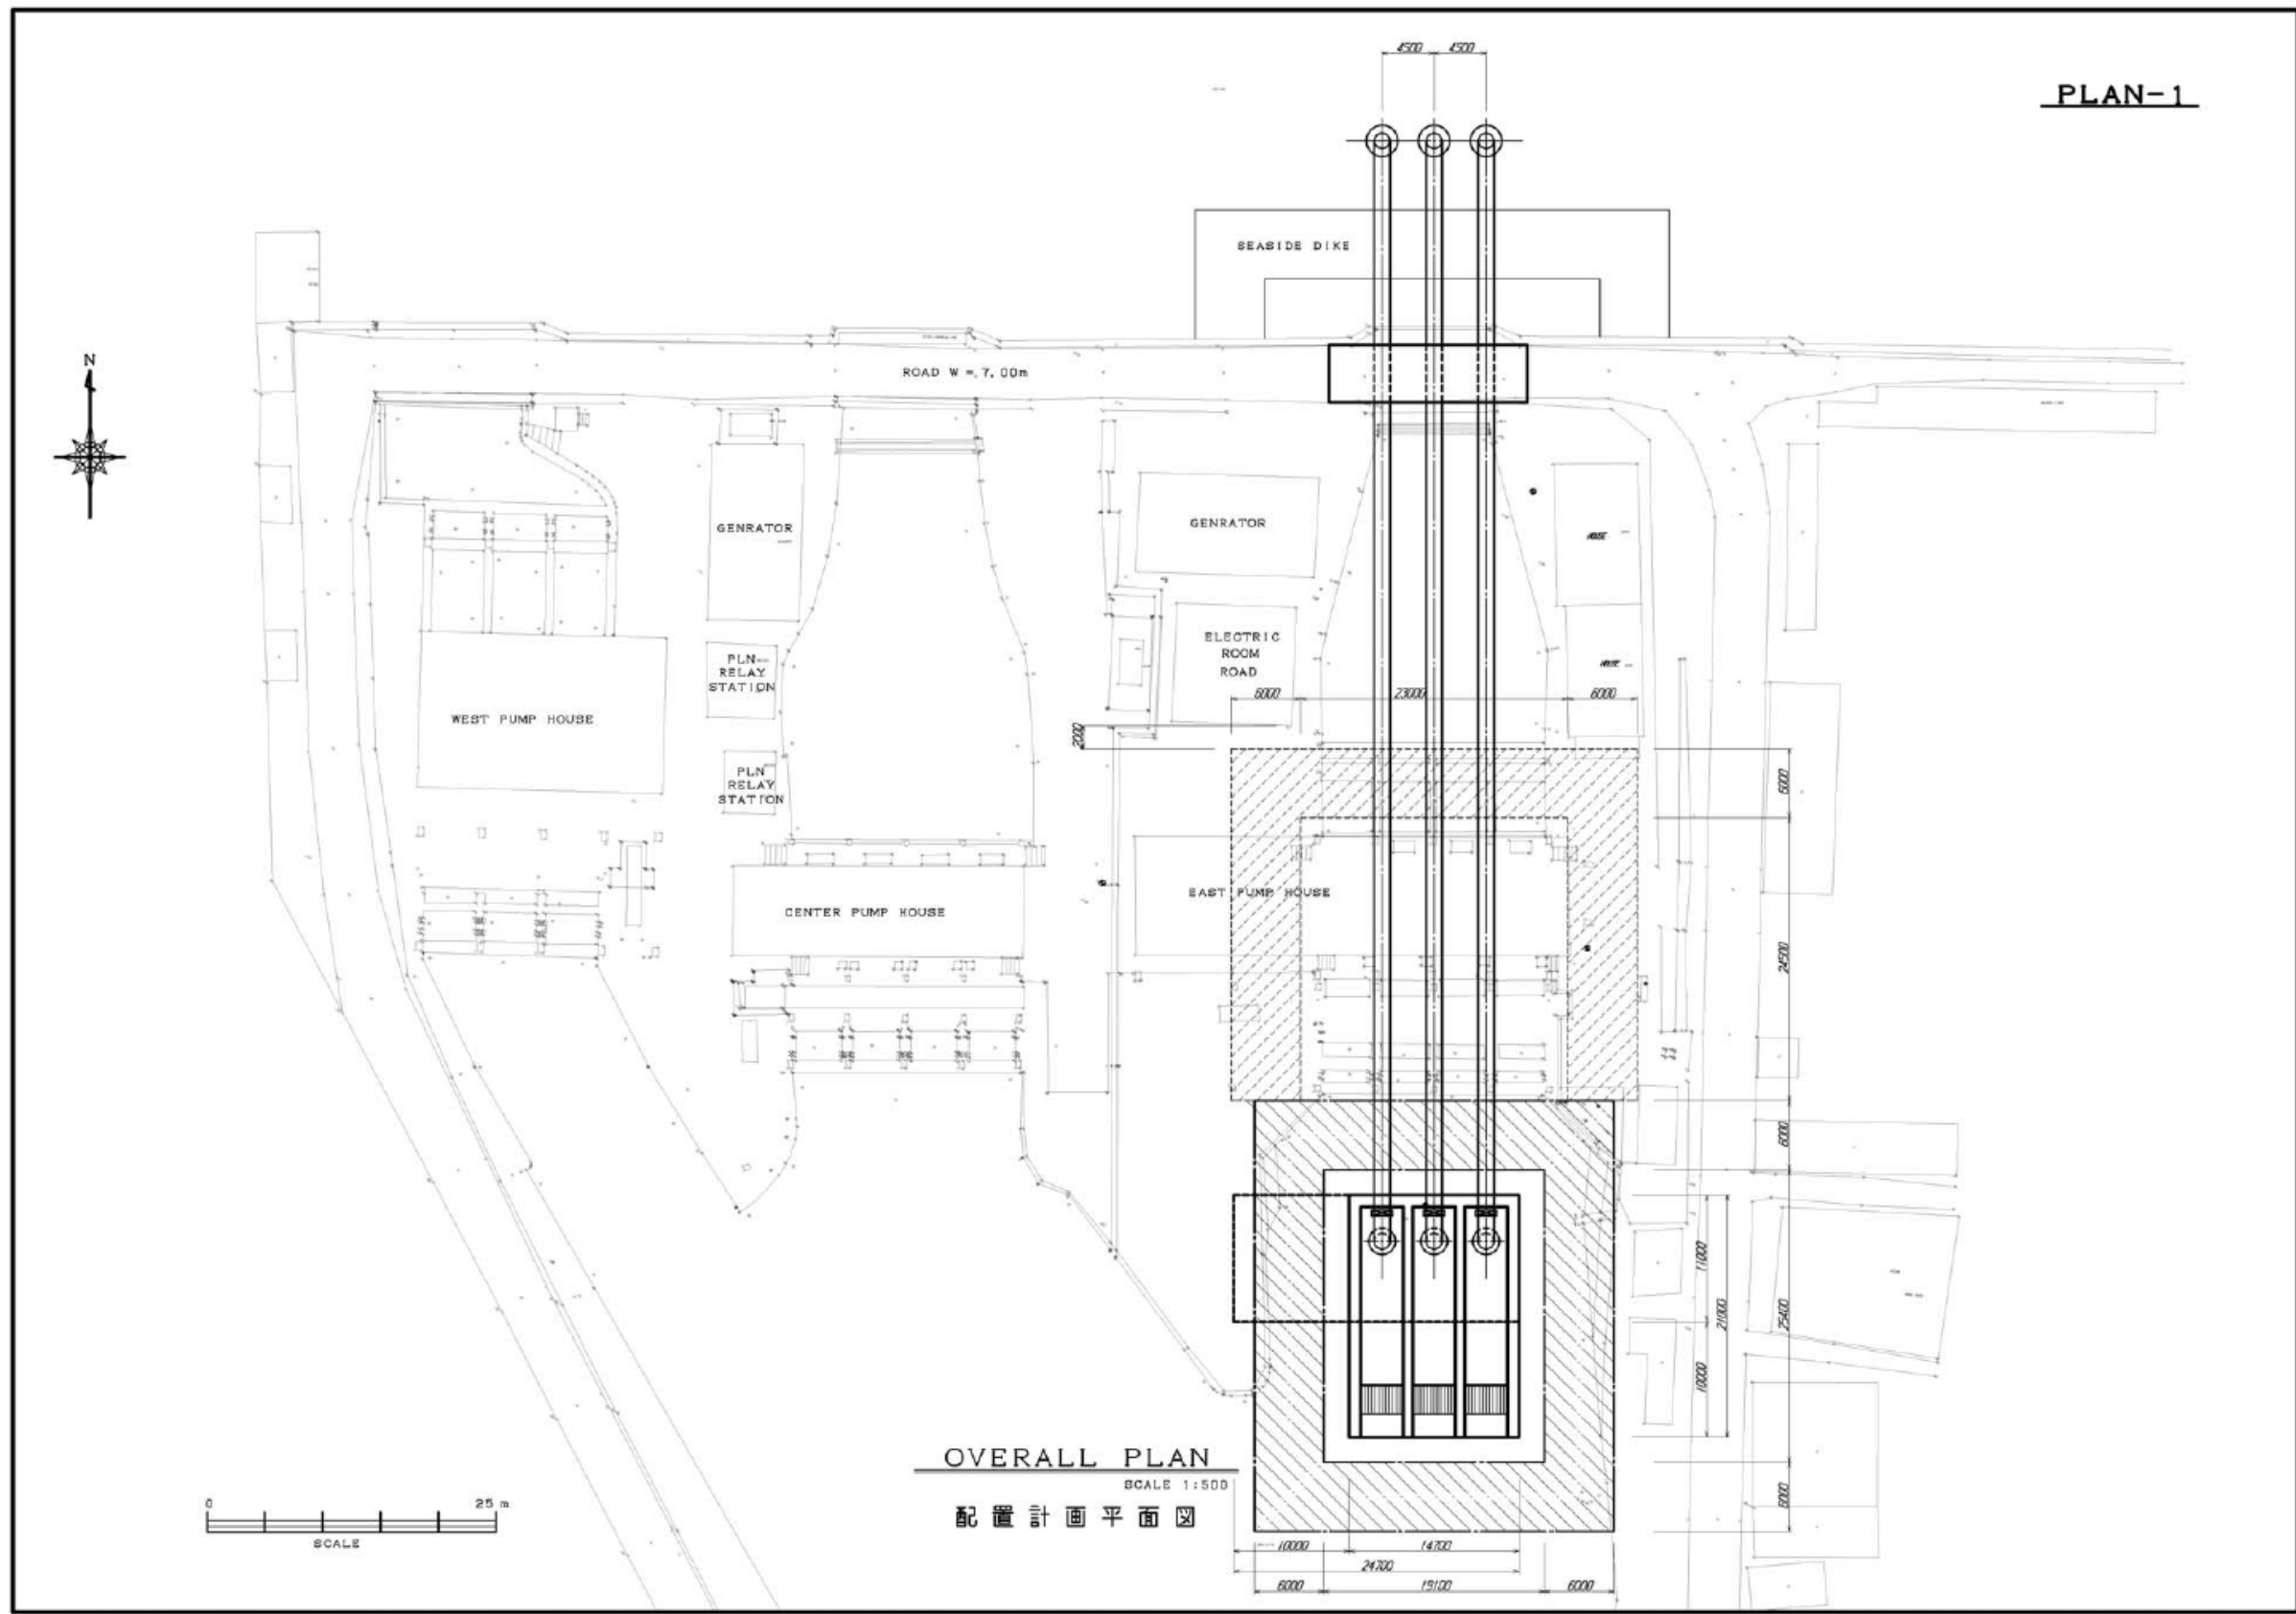 4500 4500
PLAN-1
SEASIDE DIKE
N
ROAD W = 7.00m
GENRATOR
GENRATOR
HOUSE
ELECTRIC
ROOM
ROAD
PLN
RELAY
STATION
HOUSE
6000 23000 6000
WEST PUMP HOUSE
2000
PLN
RELAY
STATION
6000
EAST PUMP HOUSE
CENTER PUMP HOUSE
24500
6000
11000
21000
25400
10000
OVERALL PLAN
SCALE 1:500
配置計画平面図
6000
0 25 m
SCALE
10000 14700
24700
6000 19100 6000